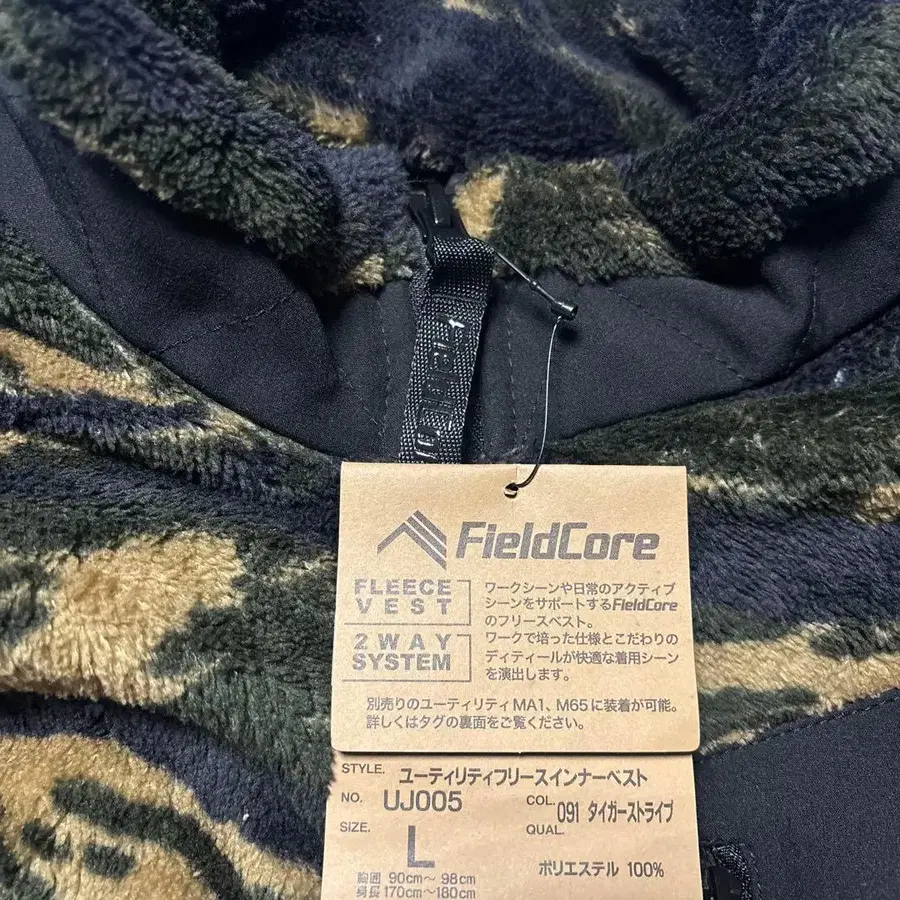 FieldCore
FLEECE
VEST
ワークシーンや日常のアクティブ
シーンをサポートするFieldCore
のフリースベスト。
2WAY
SYSTEM
ワークで培った仕様とこだわりの
ディティールが快適な着用シーン
を演出します。
別売りのユーティリティMA1、M65に装着が可能。
詳しくはタグの裏面をご覧ください。
STYLE. ユーティリティフリースインナーベスト
NO. UJ005
COL. 091 タイガーストライプ
SIZE. L
QUAL. ポリエステル 100%
胸囲 90cm～ 98cm
身長 170cm～180cm